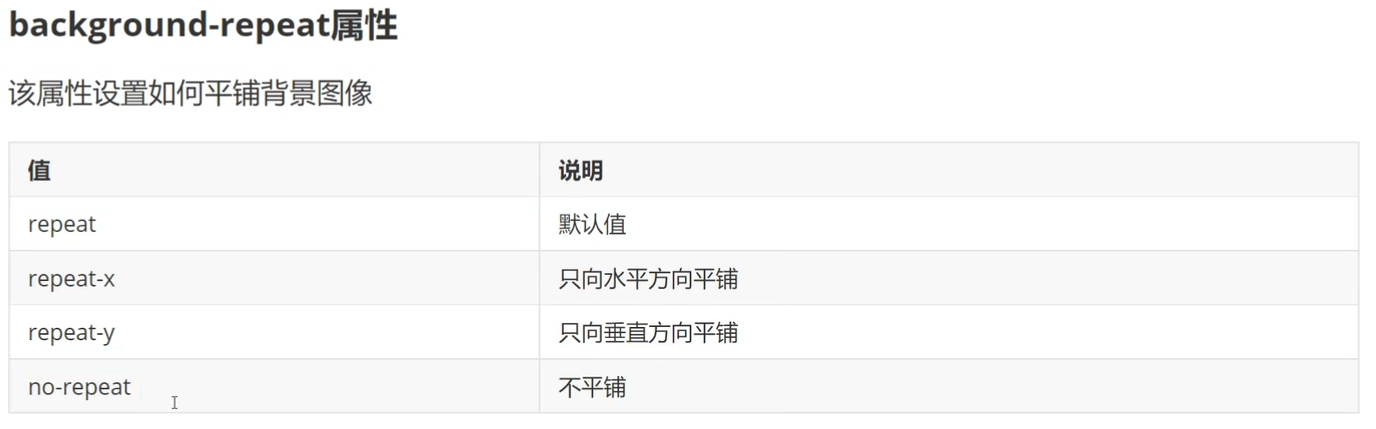 background-repeat属性
该属性设置如何平铺背景图像
值 说明
repeat 默认值
repeat-x 只向水平方向平铺
repeat-y 只向垂直方向平铺
no-repeat 不平铺